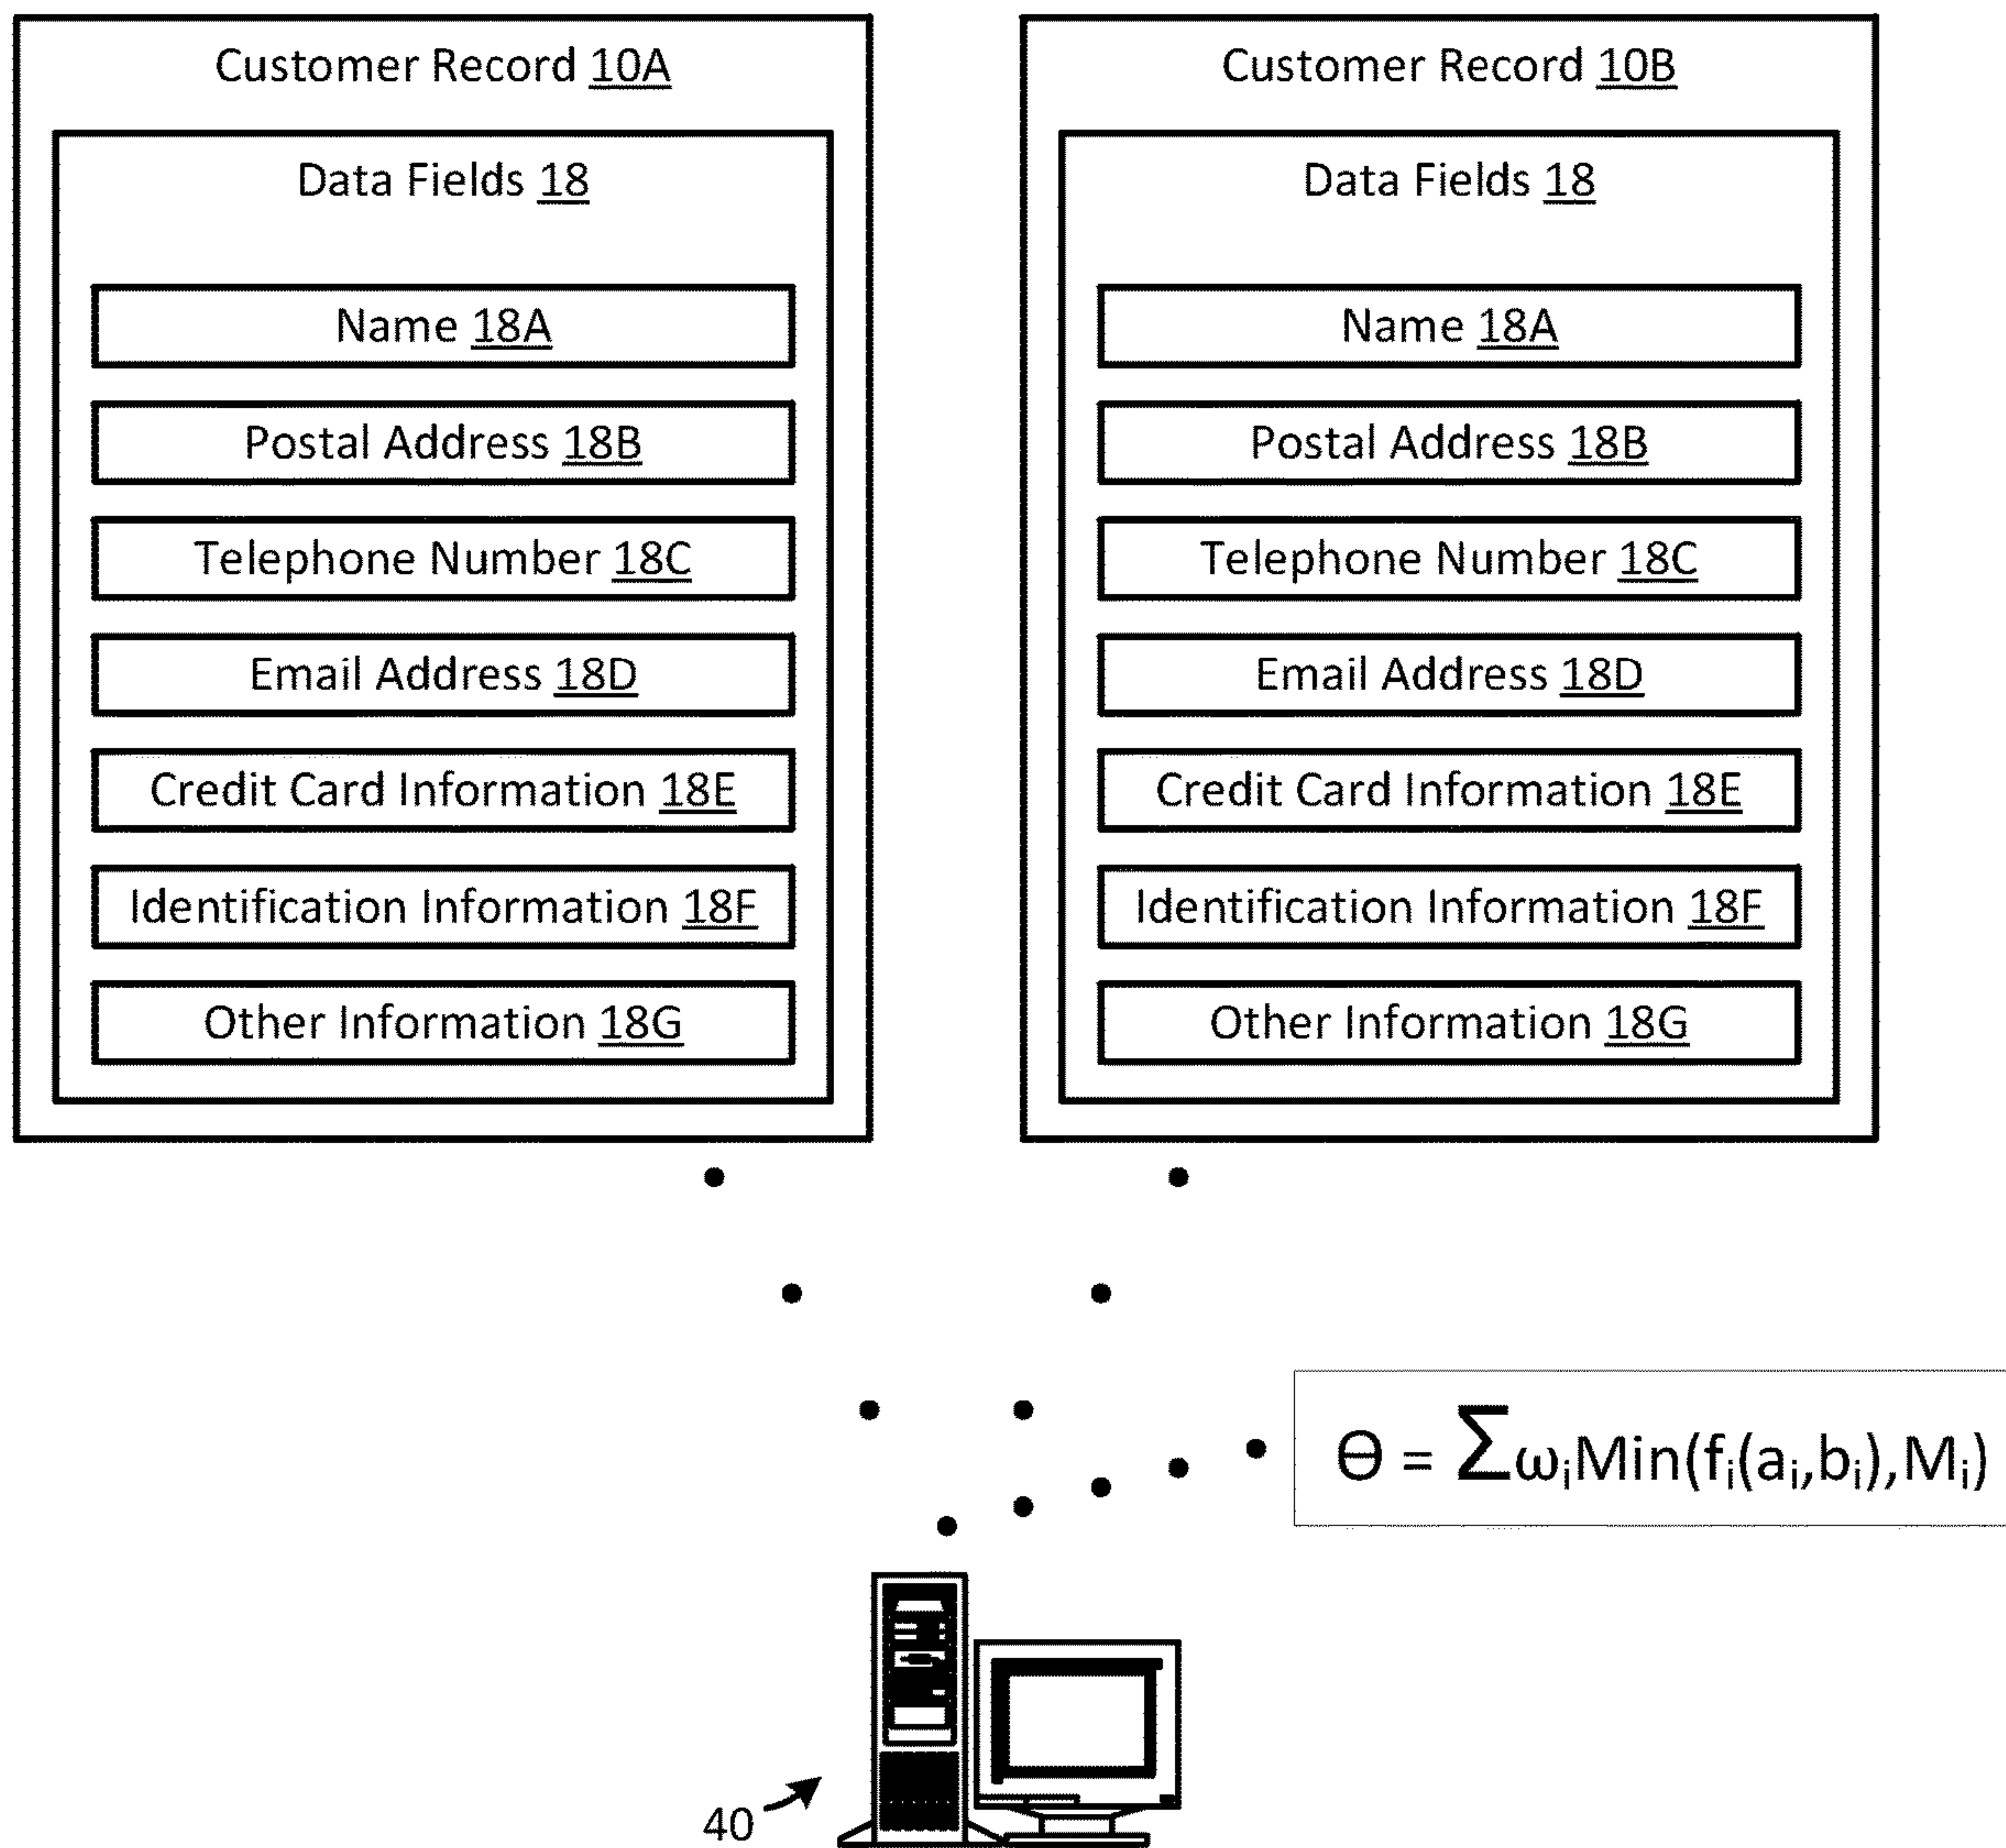 Customer Record 10A
Data Fields 18
Name 18A
Postal Address 18B
Telephone Number 18C
Email Address 18D
Credit Card Information 18E
Identification Information 18F
Other Information 18G
Customer Record 10B
Data Fields 18
Name 18A
Postal Address 18B
Telephone Number 18C
Email Address 18D
Credit Card Information 18E
Identification Information 18F
Other Information 18G
ϴ = ∑ωᵢMin(fᵢ(aᵢ,bᵢ),Mᵢ)
40